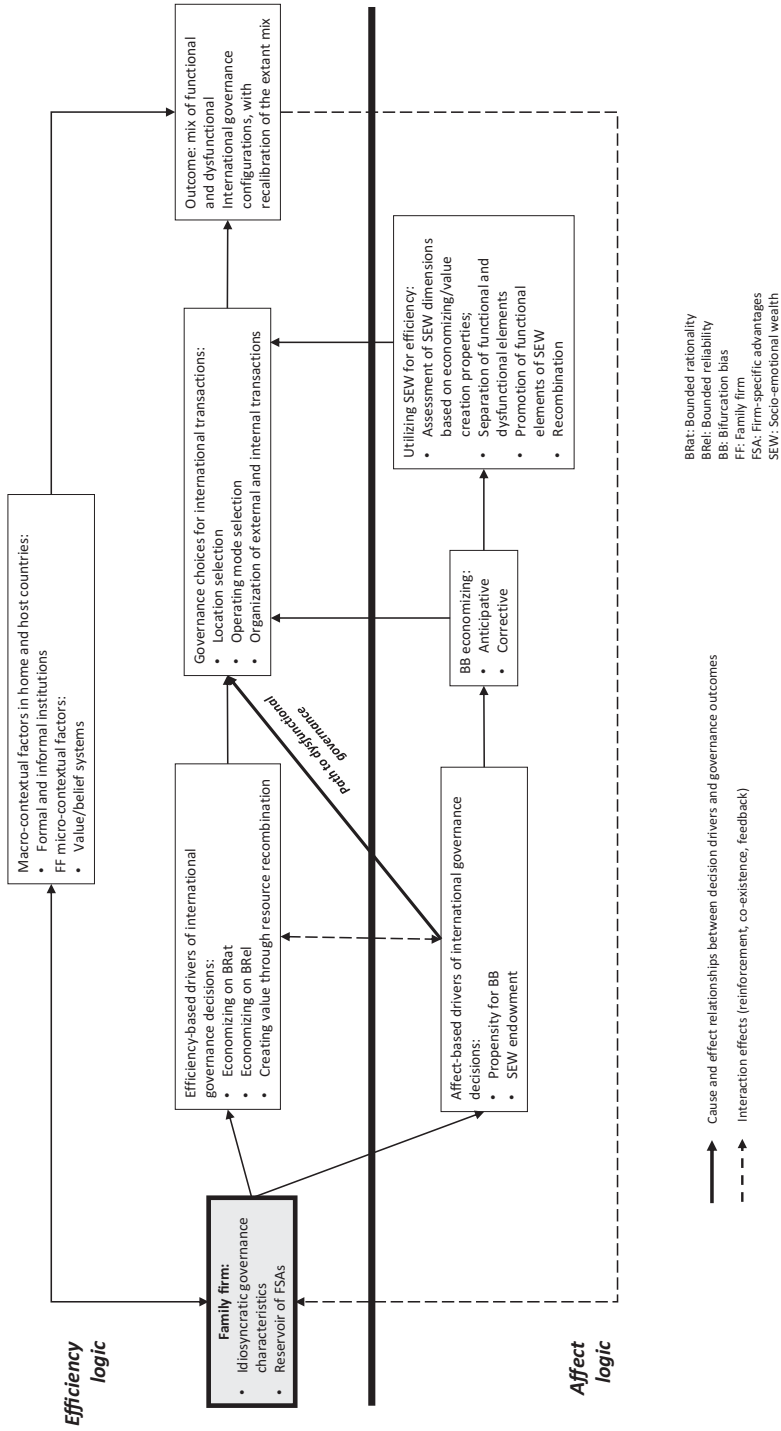 Efficiency
logic
Macro-contextual factors in home and host countries:
• Formal and informal institutions
FF micro-contextual factors:
• Value/belief systems
Family firm:
• Idiosyncratic governance
characteristics
• Reservoir of FSAs
Efficiency-based drivers of international
governance decisions:
• Economizing on BRat
• Economizing on BRel
• Creating value through resource recombination
Governance choices for international transactions:
• Location selection
• Operating mode selection
• Organization of external and internal transactions
Outcome: mix of functional
and dysfunctional
International governance
configurations, with
recalibration of the extant mix
Path to dysfunctional
governance
Affect
logic
Affect-based drivers of international governance
decisions:
• Propensity for BB
• SEW endowment
BB economizing:
• Anticipative
• Corrective
Utilizing SEW for efficiency:
• Assessment of SEW dimensions
based on economizing/value
creation properties;
• Separation of functional and
dysfunctional elements
• Promotion of functional
elements of SEW
• Recombination
Cause and effect relationships between decision drivers and governance outcomes
Interaction effects (reinforcement, co-existence, feedback)
BRat: Bounded rationality
BRel: Bounded reliability
BB: Bifurcation bias
FF: Family firm
FSA: Firm-specific advantages
SEW: Socio-emotional wealth